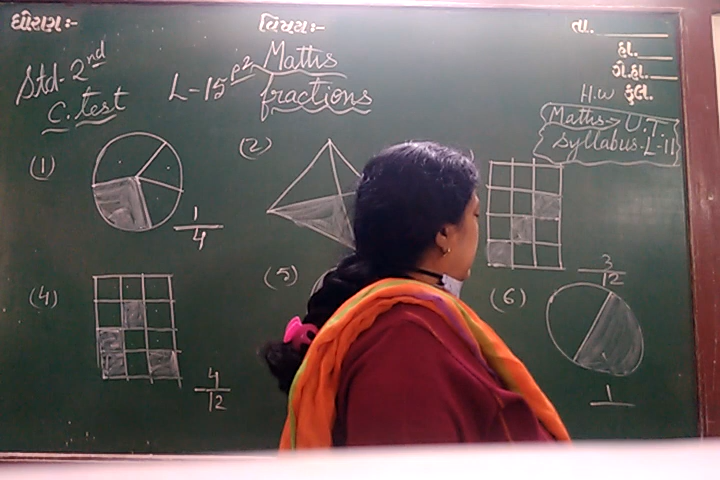 ધોરણ:-
વિષય:-
તા.
હા.
ગે.હા.
કુલ.
Std-2nd
C.test
L-15 P2
Maths
fractions
H.W
Maths → U.T.
Syllabus-L-11
(1)
1/4
(2)
3/12
(4)
4/12
(5)
(6)
1